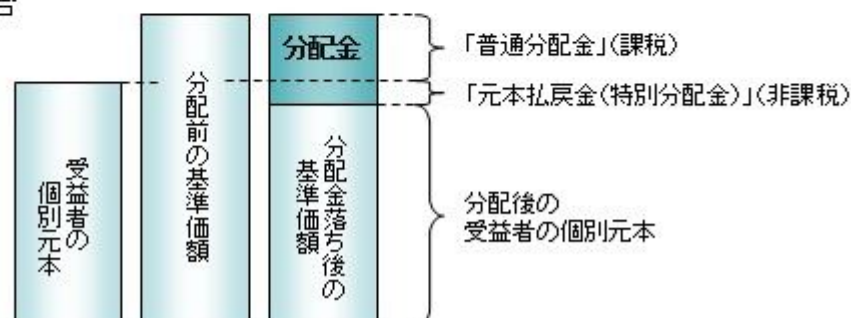 受益者の
個別元本
分配前の基準価額
分配金
分配金落ち後の
基準価額
「普通分配金」(課税)
「元本払戻金(特別分配金)」(非課税)
分配後の
受益者の個別元本